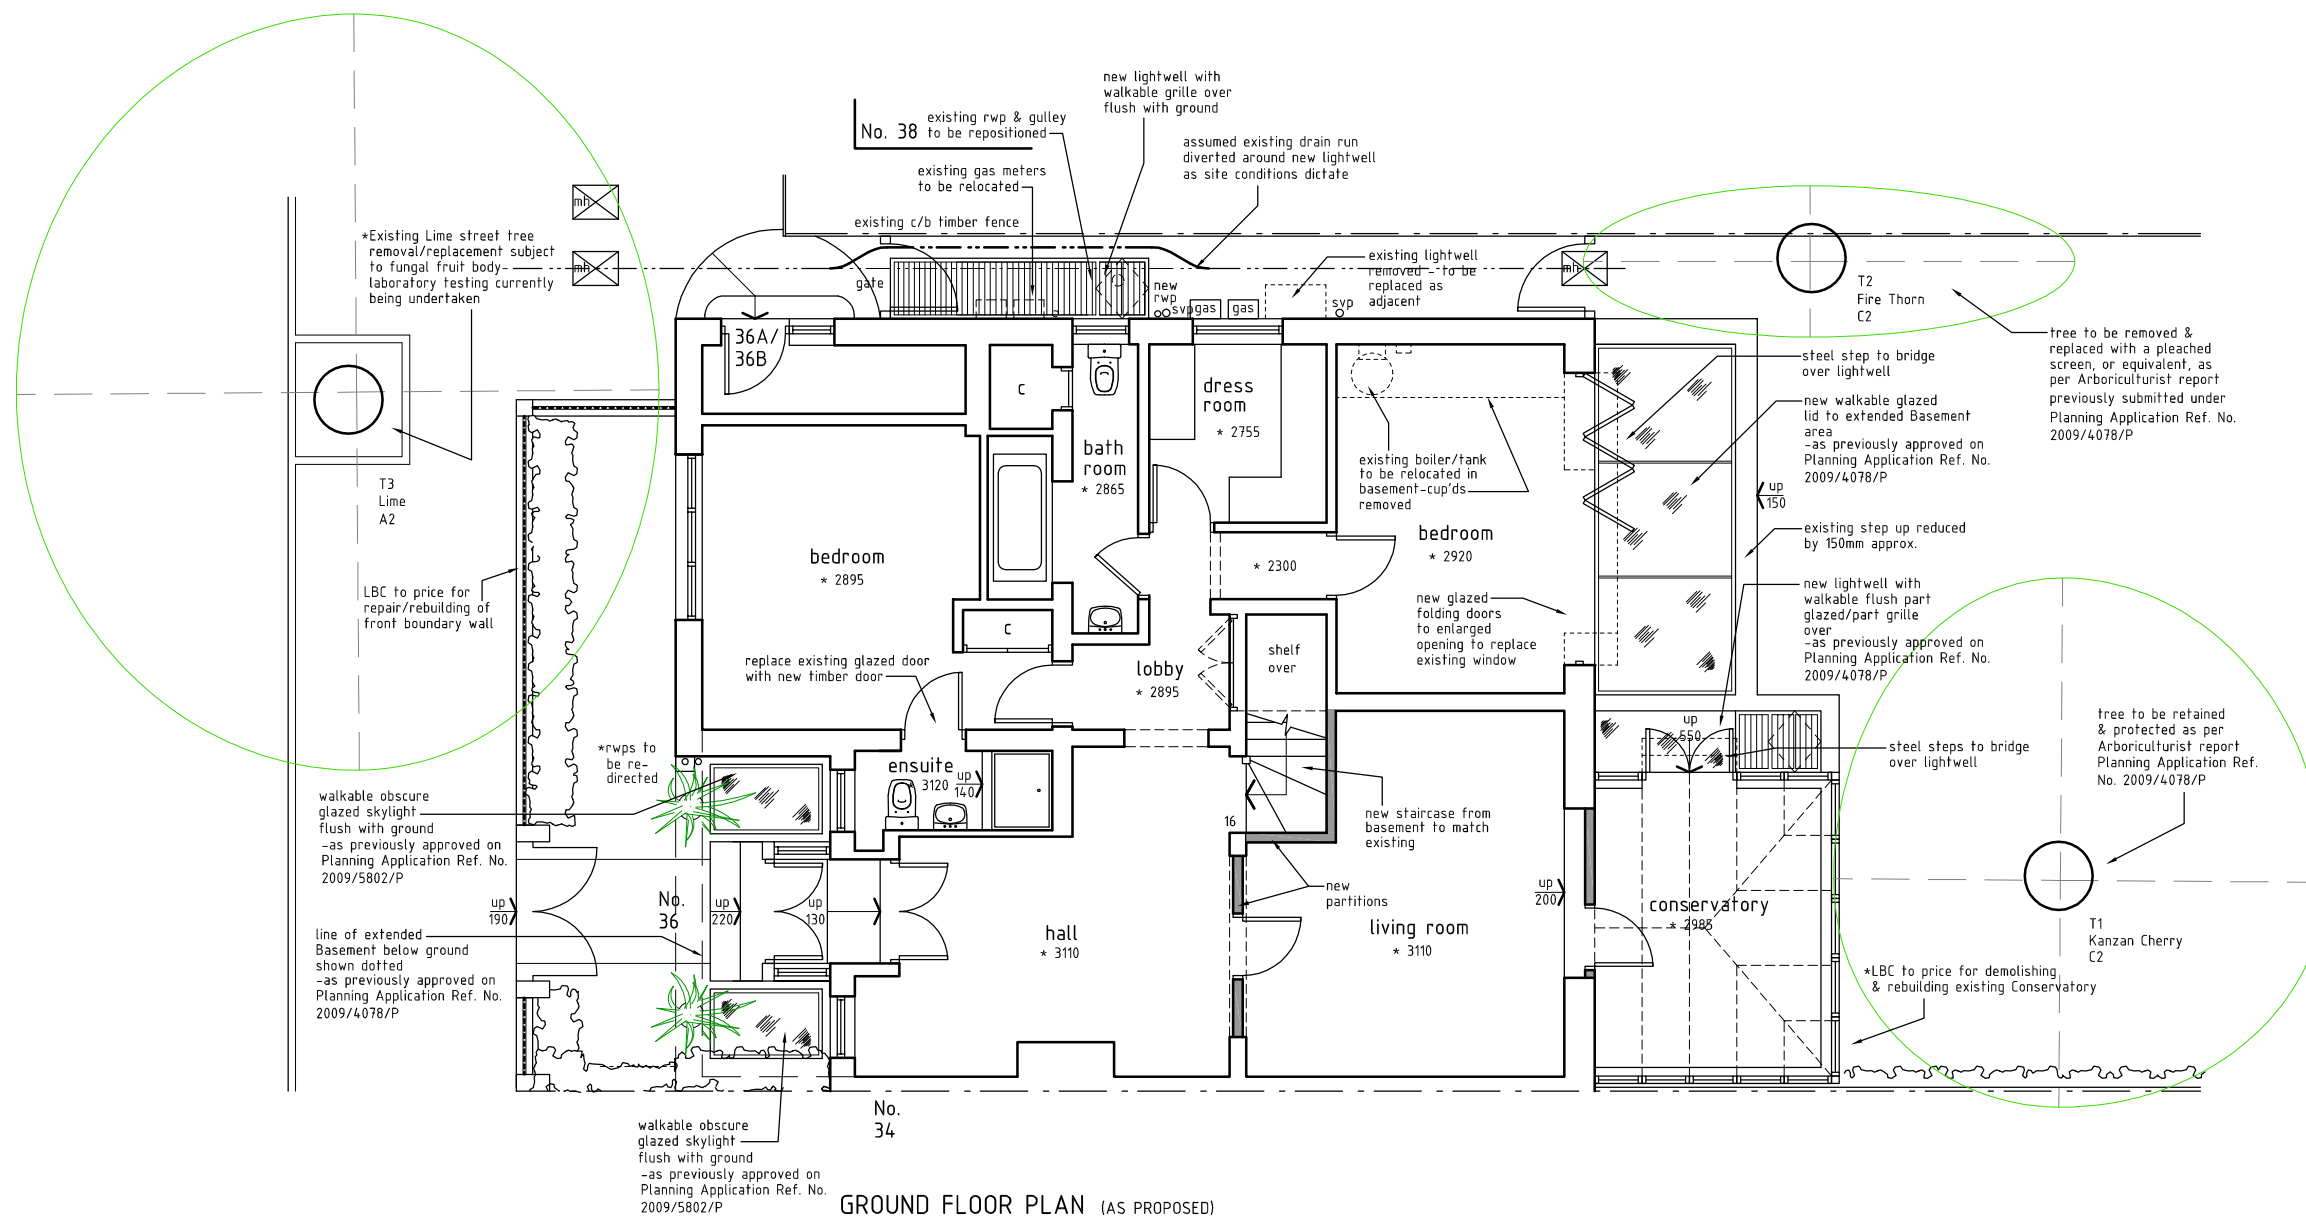 new lightwell with
walkable grille over
flush with ground
No. 38
existing rwp & gulley
to be repositioned
assumed existing drain run
diverted around new lightwell
as site conditions dictate
existing gas meters
to be relocated
existing c/b timber fence
mh
mh
*Existing Lime street tree
removal/replacement subject
to fungal fruit body
laboratory testing currently
being undertaken
gate
new
rwp
svp
gas
gas
existing lightwell
removed - to be
replaced as
adjacent
svp
mh
T2
Fire Thorn
C2
tree to be removed &
replaced with a pleached
screen, or equivalent, as
per Arboriculturist report
previously submitted under
Planning Application Ref. No.
2009/4078/P
36A/
36B
C
dress
room
* 2755
steel step to bridge
over lightwell
new walkable glazed
lid to extended Basement
area
-as previously approved on
Planning Application Ref. No.
2009/4078/P
bath
room
* 2865
existing boiler/tank
to be relocated in
basement-cup'ds
removed
up
150
T3
Lime
A2
bedroom
* 2895
bedroom
* 2920
* 2300
existing step up reduced
by 150mm approx.
LBC to price for
repair/rebuilding of
front boundary wall
new glazed
folding doors
to enlarged
opening to replace
existing window
new lightwell with
walkable flush part
glazed/part grille
over
-as previously approved on
Planning Application Ref. No.
2009/4078/P
C
shelf
over
replace existing glazed door
with new timber door
lobby
* 2895
up
550
tree to be retained
& protected as per
Arboriculturist report
Planning Application Ref.
No. 2009/4078/P
steel steps to bridge
over lightwell
*rwps to
be re-
directed
ensuite
* 3120
up
140
walkable obscure
glazed skylight
flush with ground
-as previously approved on
Planning Application Ref. No.
2009/5802/P
16
new staircase from
basement to match
existing
new
partitions
up
200
conservatory
* 2985
up
190
No.
36
up
220
up
130
hall
* 3110
living room
* 3110
T1
Kanzan Cherry
C2
line of extended
Basement below ground
shown dotted
-as previously approved on
Planning Application Ref. No.
2009/4078/P
*LBC to price for demolishing
& rebuilding existing Conservatory
No.
34
walkable obscure
glazed skylight
flush with ground
-as previously approved on
Planning Application Ref. No.
2009/5802/P
GROUND FLOOR PLAN (AS PROPOSED)